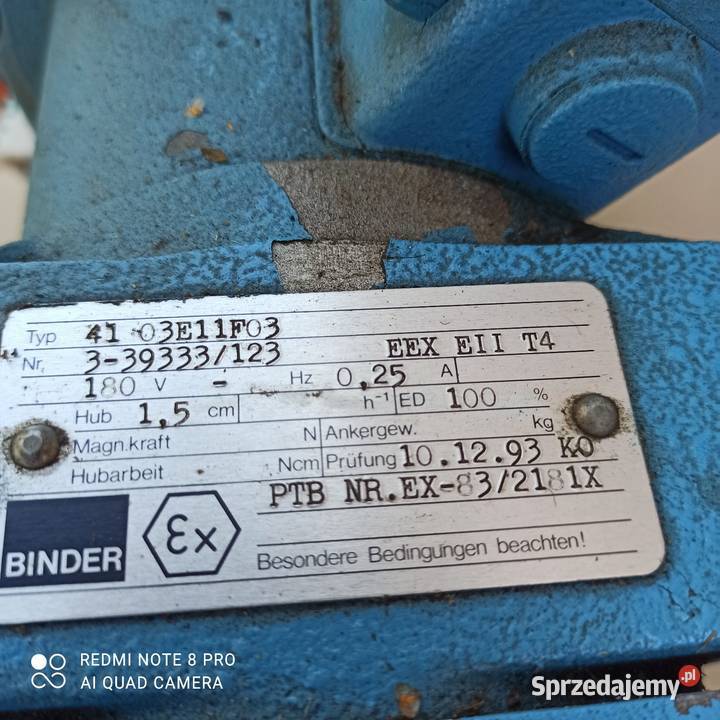 Typ 41 03E11F03
Nr. 3-39333/123 EEX EII T4
180 V - Hz 0,25 A
Hub 1,5 cm h⁻¹ ED 100 %
Magn.kraft N Ankergew. kg
Hubarbeit Ncm Prüfung 10.12.93 KO
PTB NR.EX-83/2181X
BINDER
εx
Besondere Bedingungen beachten!
REDMI NOTE 8 PRO
AI QUAD CAMERA
Sprzedajemy.pl